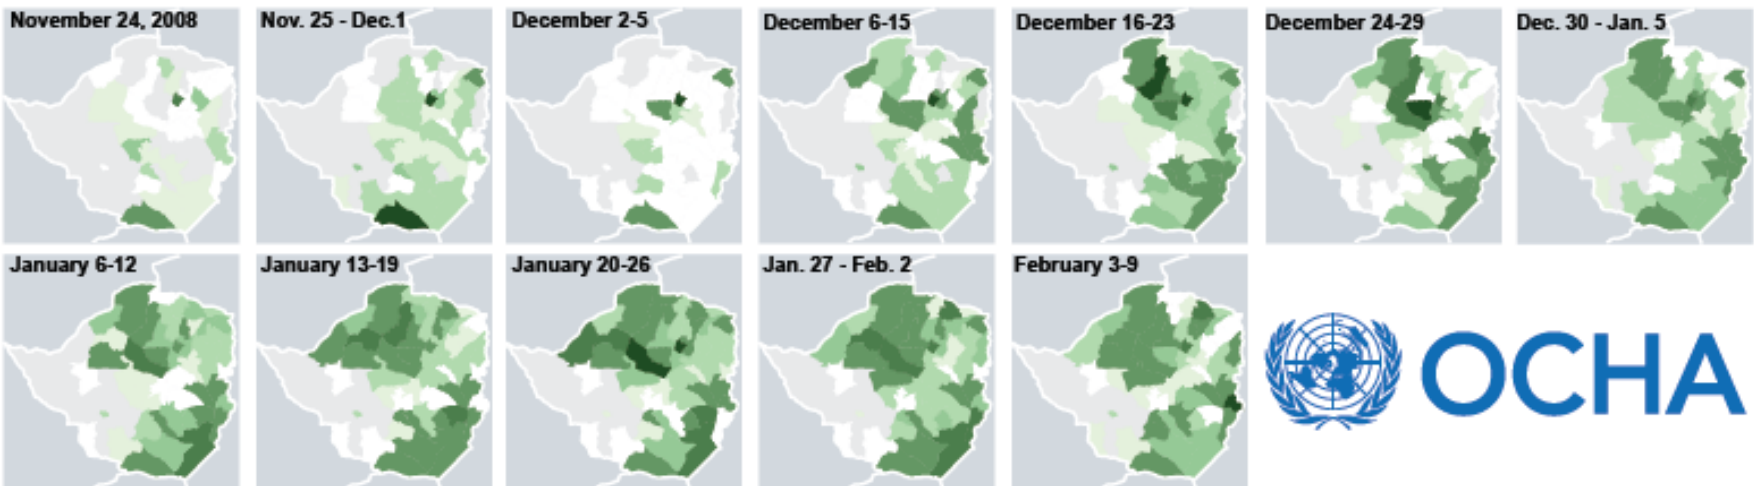 November 24, 2008
Nov. 25 - Dec.1
December 2-5
December 6-15
December 16-23
December 24-29
Dec. 30 - Jan. 5
January 6-12
January 13-19
January 20-26
Jan. 27 - Feb. 2
February 3-9
OCHA